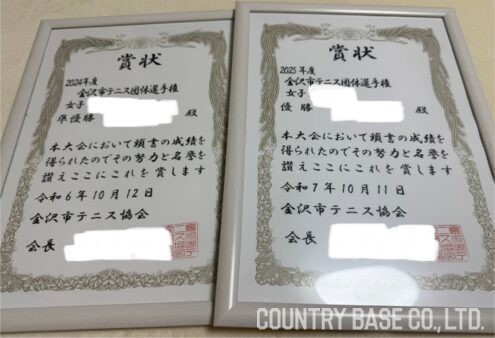 賞状
2024年度
金沢市テニス団体選手権
女子
準優勝 殿
本大会において頭書の成績を
得られたのでその努力と名誉を
讃えここにこれを賞します
令和6年10月12日
金沢市テニス協会
会長
賞状
2025年度
金沢市テニス団体選手権
女子
優勝 殿
本大会において頭書の成績を
得られたのでその努力と名誉を
讃えここにこれを賞します
令和7年10月11日
金沢市テニス協会
会長
COUNTRY BASE CO., LTD.